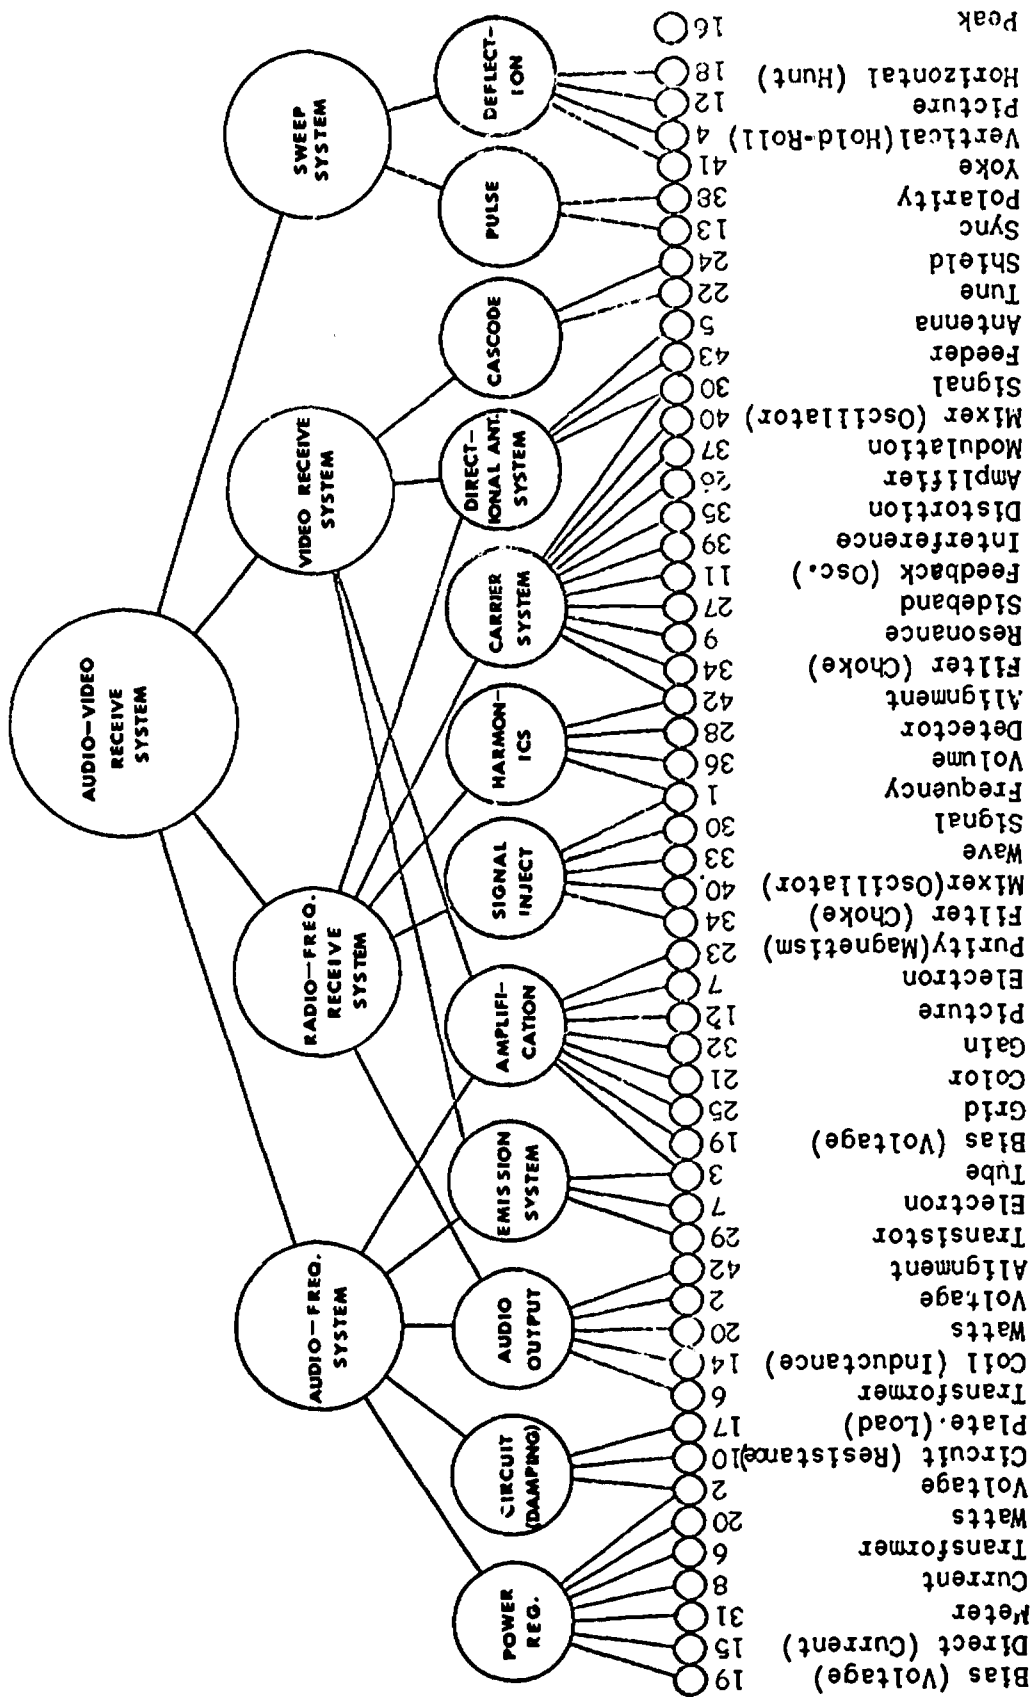 AUDIO—VIDEO
RECEIVE
SYSTEM
AUDIO—FREQ.
SYSTEM
RADIO—FREQ.
RECEIVE
SYSTEM
VIDEO RECEIVE
SYSTEM
SWEEP
SYSTEM
POWER
REG.
CIRCUIT
(DAMPING)
AUDIO
OUTPUT
EMISSION
SYSTEM
AMPLIFI-
CATION
SIGNAL
INJECT
HARMON-
ICS
CARRIER
SYSTEM
DIRECT-
IONAL ANT.
SYSTEM
CASCODE
PULSE
DEFLECT-
ION
16 Peak
18 Horizontal (Hunt)
12 Picture
4 Vertical(Hold-Roll)
41 Yoke
38 Polarity
13 Sync
24 Shield
22 Tune
5 Antenna
43 Feeder
30 Signal
40 Mixer (Oscillator)
37 Modulation
26 Amplifier
35 Distortion
39 Interference
11 Feedback (Osc.)
27 Sideband
9 Resonance
34 Filter (Choke)
42 Alignment
28 Detector
36 Volume
1 Frequency
30 Signal
33 Wave
40. Mixer(Oscillator)
34 Filter (Choke)
23 Purity(Magnetism)
7 Electron
12 Picture
32 Gain
21 Color
25 Grid
19 Bias (Voltage)
3 Tube
7 Electron
29 Transistor
42 Alignment
2 Voltage
20 Watts
14 Coil (Inductance)
6 Transformer
17 Plate.(Load)
10 Circuit (Resistance)
2 Voltage
20 Watts
6 Transformer
8 Current
31 Meter
15 Direct (Current)
19 Bias (Voltage)